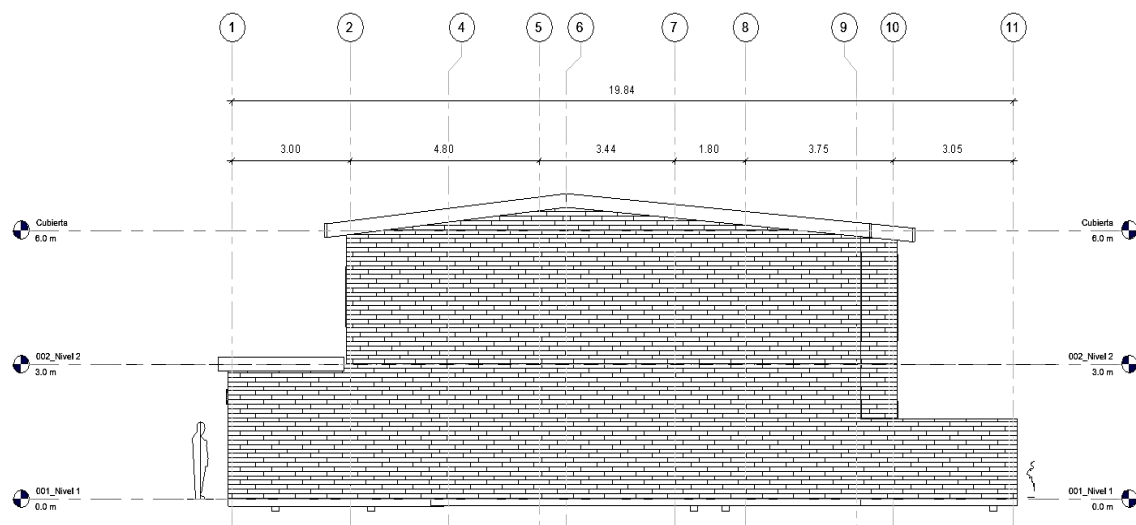 1 2 4 5 6 7 8 9 10 11
19.84
3.00 4.80 3.44 1.80 3.75 3.05
Cubierta
6.0 m
Cubierta
6.0 m
002_Nivel 2
3.0 m
002_Nivel 2
3.0 m
001_Nivel 1
0.0 m
001_Nivel 1
0.0 m